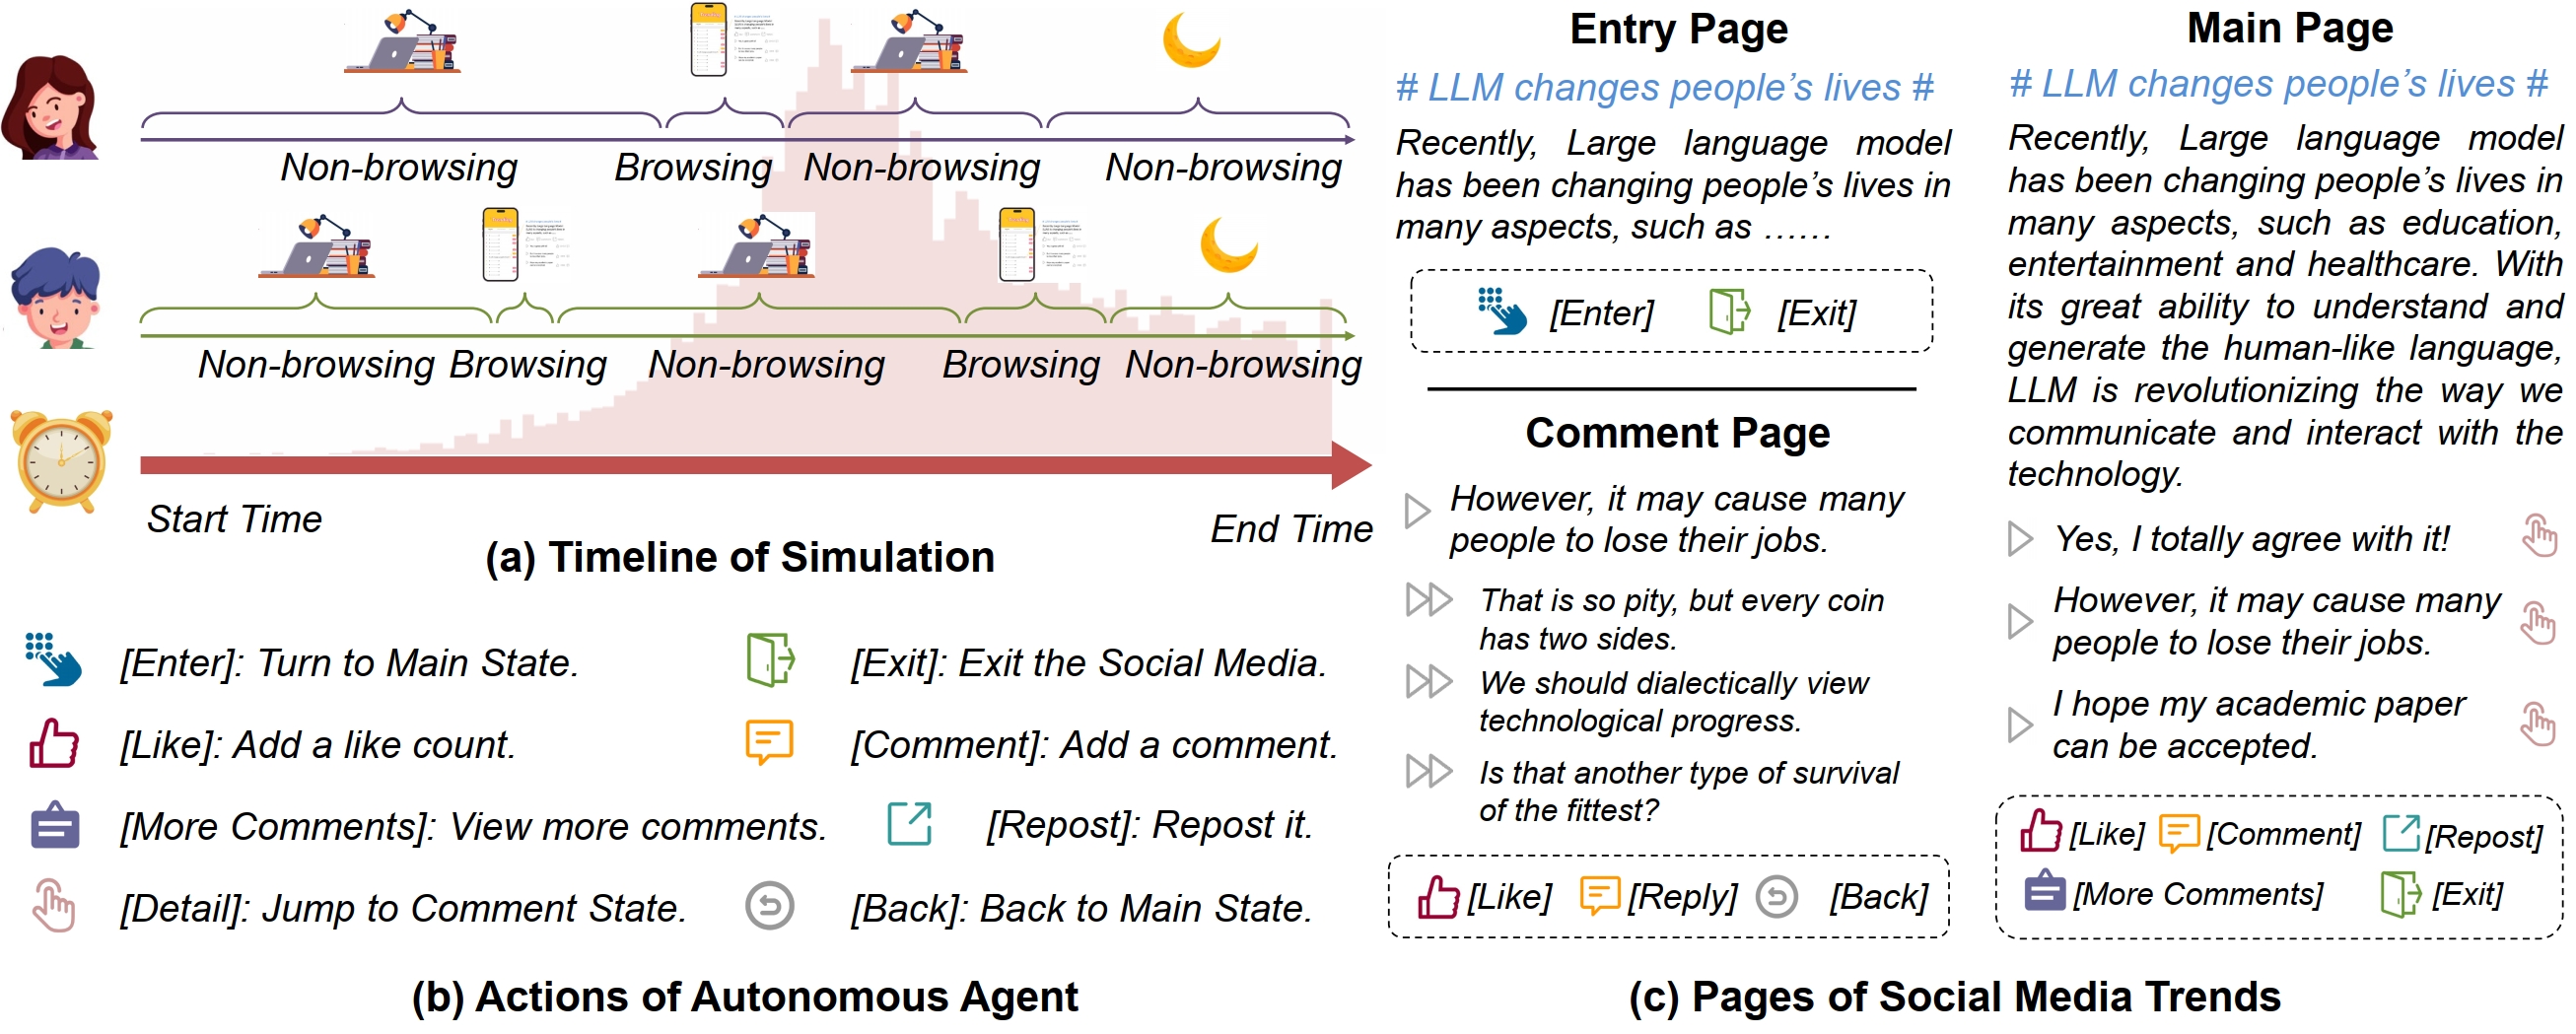 Non-browsing Browsing Non-browsing Non-browsing
Non-browsing Browsing Non-browsing Browsing Non-browsing
Start Time
End Time
(a) Timeline of Simulation
[Enter]: Turn to Main State.
[Exit]: Exit the Social Media.
[Like]: Add a like count.
[Comment]: Add a comment.
[More Comments]: View more comments.
[Repost]: Repost it.
[Detail]: Jump to Comment State.
[Back]: Back to Main State.
(b) Actions of Autonomous Agent
Entry Page
# LLM changes people's lives #
Recently, Large language model
has been changing people's lives in
many aspects, such as ……
[Enter] [Exit]
Comment Page
However, it may cause many
people to lose their jobs.
That is so pity, but every coin
has two sides.
We should dialectically view
technological progress.
Is that another type of survival
of the fittest?
[Like] [Reply] [Back]
Main Page
# LLM changes people's lives #
Recently, Large language model
has been changing people's lives in
many aspects, such as education,
entertainment and healthcare. With
its great ability to understand and
generate the human-like language,
LLM is revolutionizing the way we
communicate and interact with the
technology.
Yes, I totally agree with it!
However, it may cause many
people to lose their jobs.
I hope my academic paper
can be accepted.
[Like] [Comment] [Repost]
[More Comments] [Exit]
(c) Pages of Social Media Trends